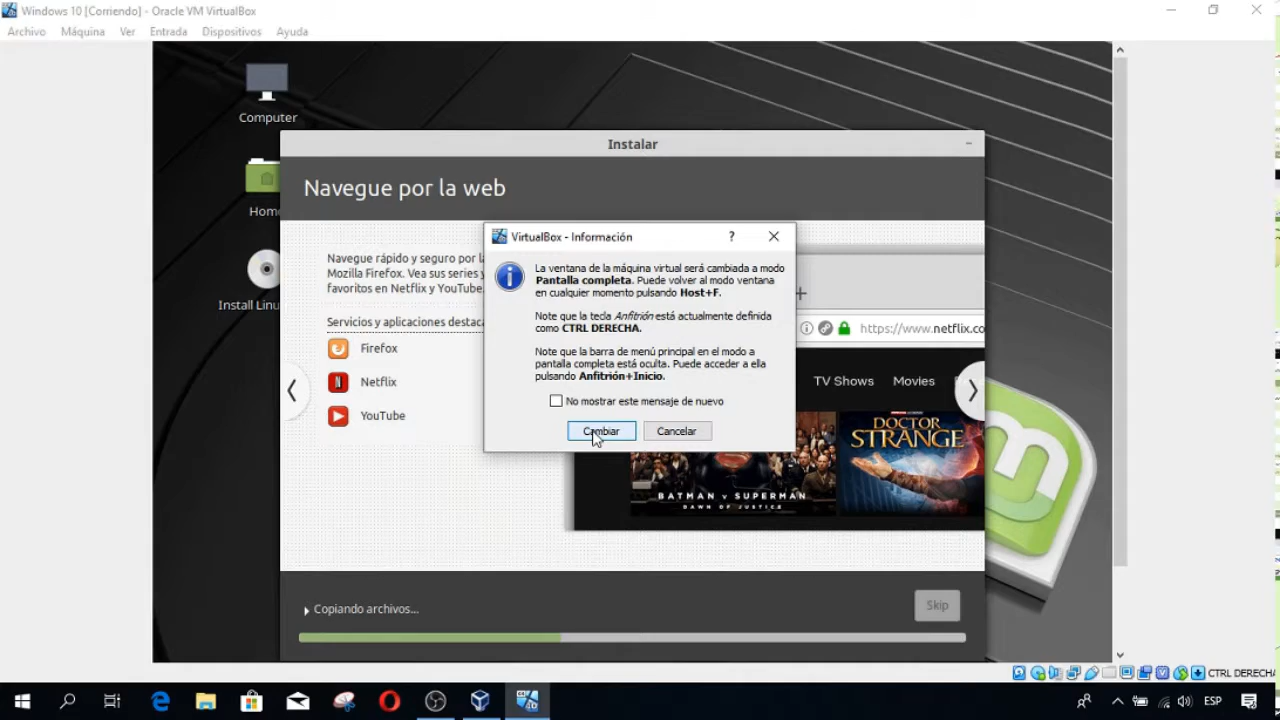 Windows 10 [Corriendo] - Oracle VM VirtualBox
Archivo Máquina Ver Entrada Dispositivos Ayuda
Computer
Instalar
Navegue por la web
Home
Install Linu
Navegue rápido y seguro por la
Mozilla Firefox. Vea sus series y
favoritos en Netflix y YouTube.
Servicios y aplicaciones destaca
Firefox
Netflix
YouTube
VirtualBox - Información
La ventana de la máquina virtual será cambiada a modo
Pantalla completa. Puede volver al modo ventana
en cualquier momento pulsando Host+F.
Note que la tecla Anfitrión está actualmente definida
como CTRL DERECHA.
Note que la barra de menú principal en el modo a
pantalla completa está oculta. Puede acceder a ella
pulsando Anfitrión+Inicio.
No mostrar este mensaje de nuevo
Cambiar Cancelar
https://www.netflix.co
TV Shows Movies
DOCTOR
STRANGE
BATMAN V SUPERMAN
DAWN OF JUSTICE
Copiando archivos...
Skip
CTRL DERECHA
ESP